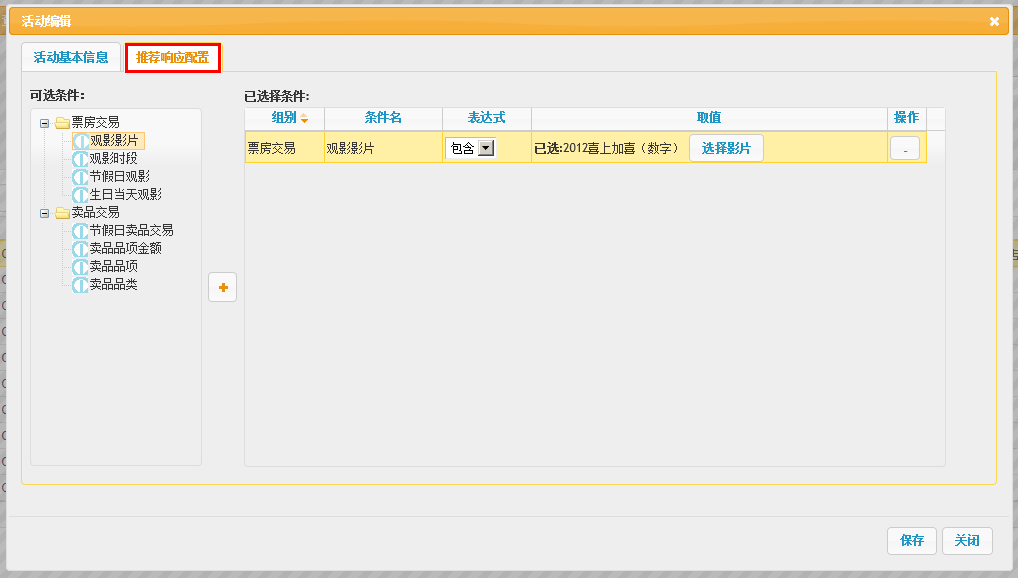 活动编辑
活动基本信息
推荐响应配置
可选条件:
票房交易
观影影片
观影时段
节假日观影
生日当天观影
卖品交易
节假日卖品交易
卖品品项金额
卖品品项
卖品品类
已选择条件:
组别 条件名 表达式 取值 操作
票房交易 观影影片 包含 已选:2012喜上加喜（数字） 选择影片 -
保存 关闭